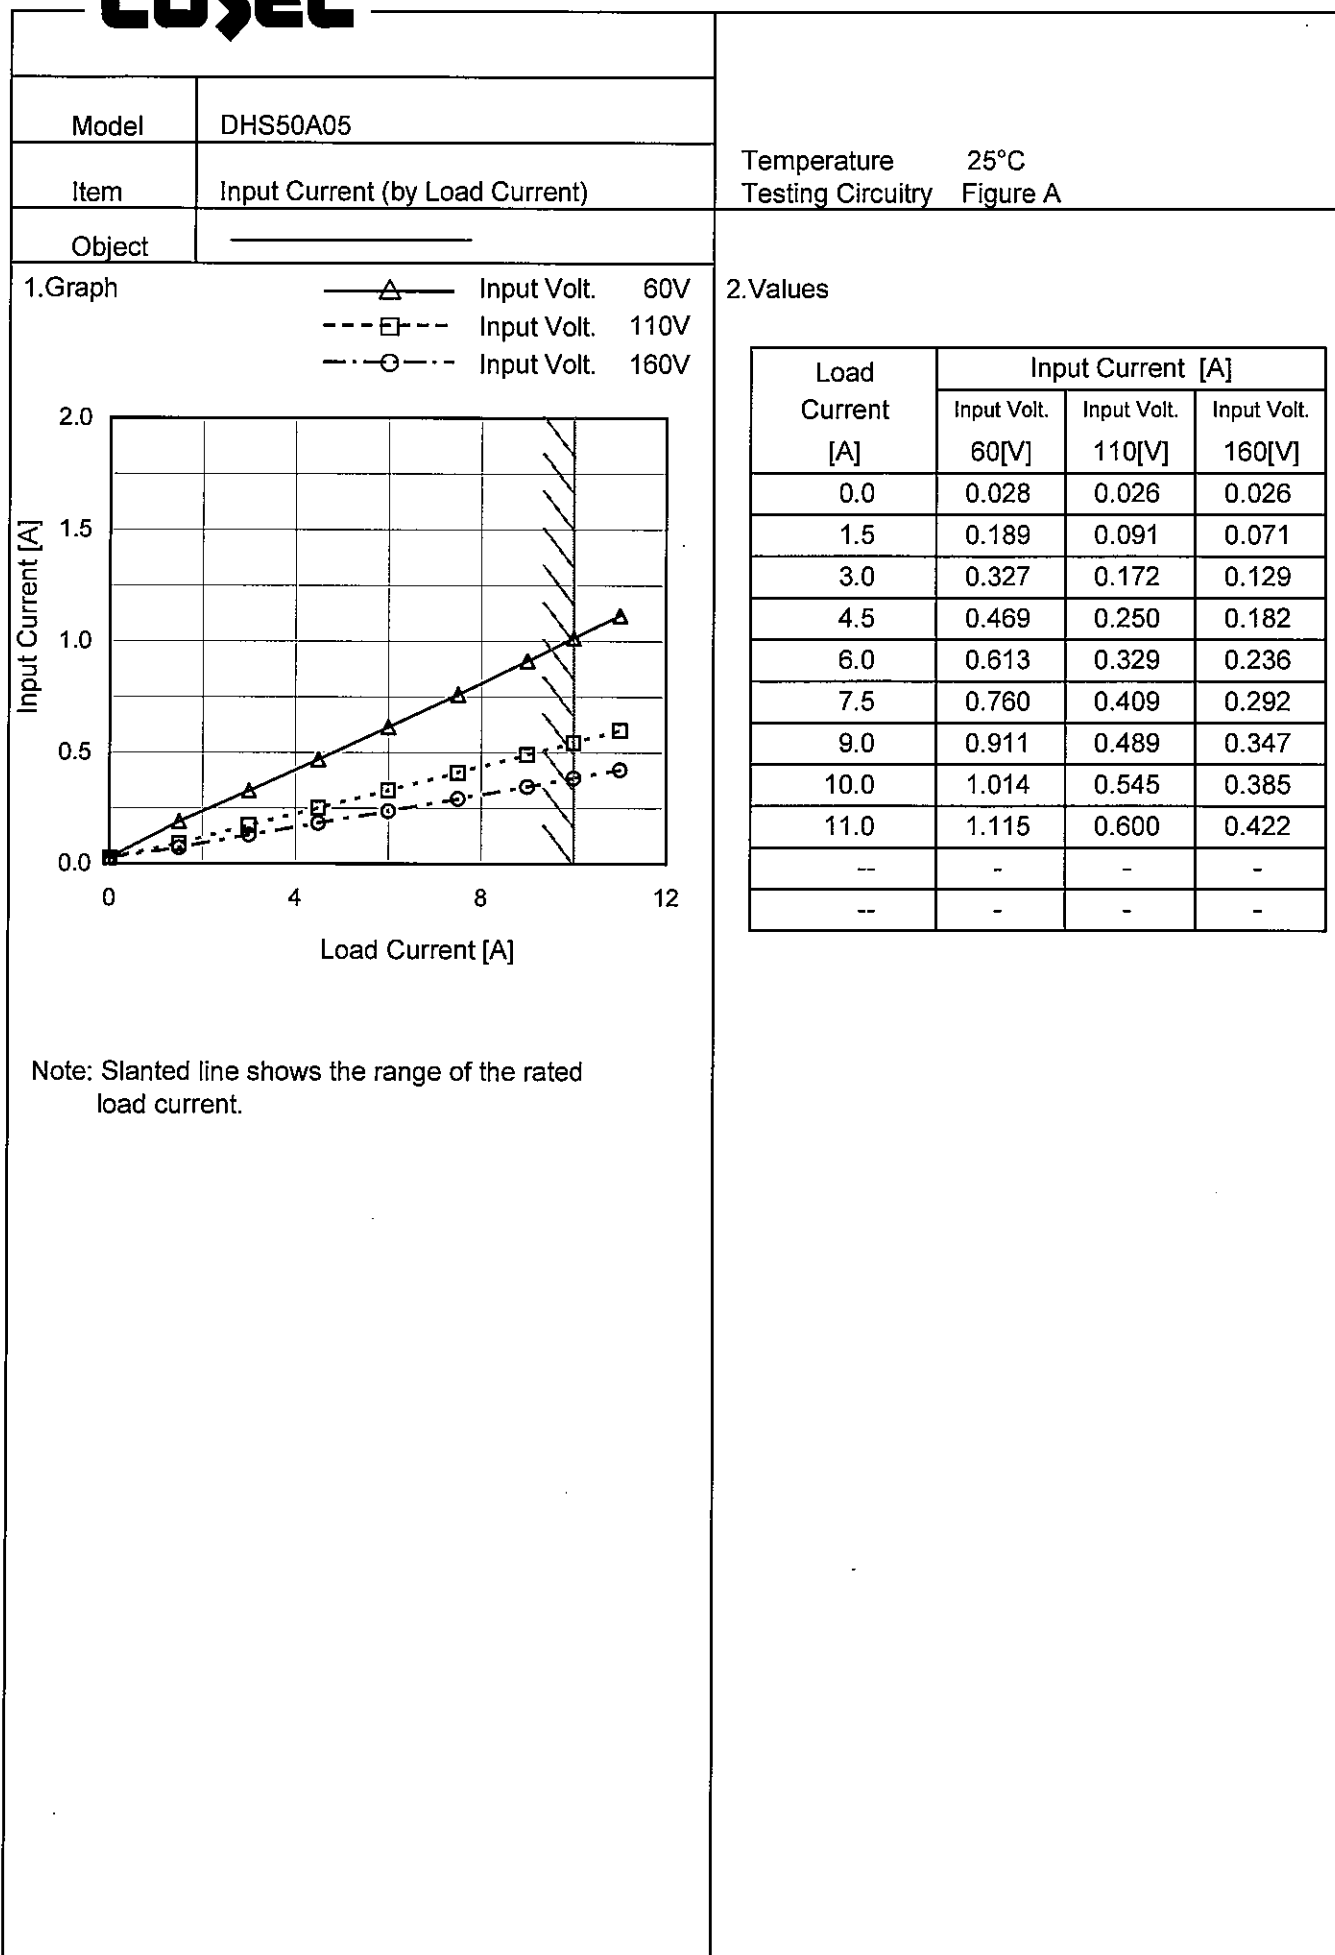 COSEL
Model DHS50A05
Item Input Current (by Load Current)
Object
Temperature 25°C
Testing Circuitry Figure A
1.Graph
Input Volt. 60V
Input Volt. 110V
Input Volt. 160V
2.0
1.5
1.0
0.5
0.0
Input Current [A]
0 4 8 12
Load Current [A]
Note: Slanted line shows the range of the rated
load current.
2.Values
Load Input Current [A]
Current Input Volt. Input Volt. Input Volt.
[A] 60[V] 110[V] 160[V]
0.0 0.028 0.026 0.026
1.5 0.189 0.091 0.071
3.0 0.327 0.172 0.129
4.5 0.469 0.250 0.182
6.0 0.613 0.329 0.236
7.5 0.760 0.409 0.292
9.0 0.911 0.489 0.347
10.0 1.014 0.545 0.385
11.0 1.115 0.600 0.422
-- - - -
-- - - -